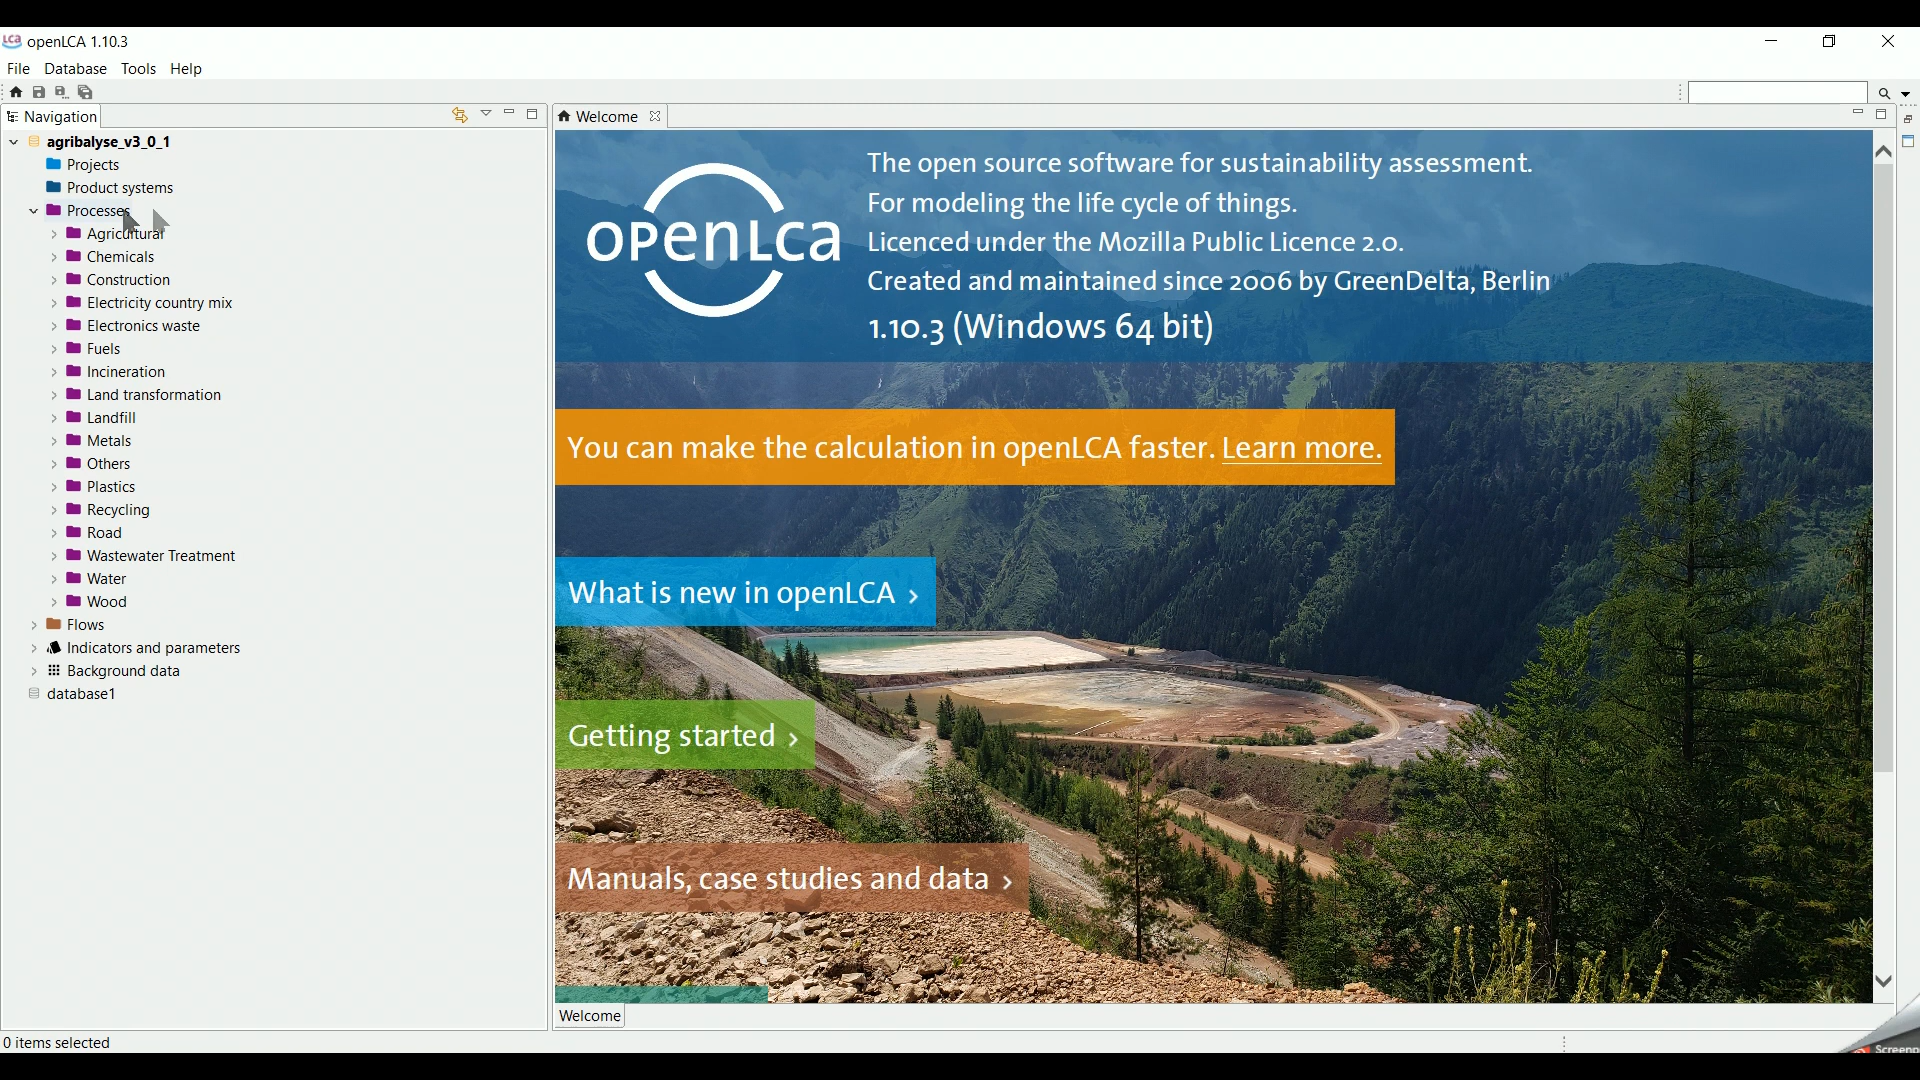 LCA openLCA 1.10.3
File Database Tools Help
Navigation
agribalyse_v3_0_1
Projects
Product systems
Processes
Agricultural
Chemicals
Construction
Electricity country mix
Electronics waste
Fuels
Incineration
Land transformation
Landfill
Metals
Others
Plastics
Recycling
Road
Wastewater Treatment
Water
Wood
Flows
Indicators and parameters
Background data
database1
0 items selected
Welcome
openLca
The open source software for sustainability assessment.
For modeling the life cycle of things.
Licenced under the Mozilla Public Licence 2.0.
Created and maintained since 2006 by GreenDelta, Berlin
1.10.3 (Windows 64 bit)
You can make the calculation in openLCA faster. Learn more.
What is new in openLCA ›
Getting started ›
Manuals, case studies and data ›
Welcome